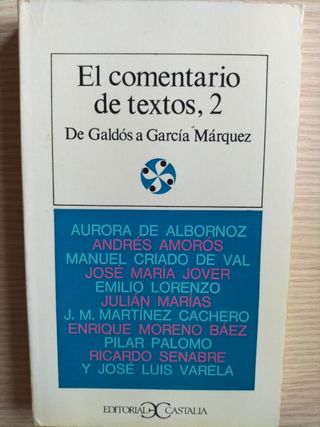 El comentario
de textos, 2
De Galdós a García Márquez
AURORA DE ALBORNOZ
ANDRÉS AMORÓS
MANUEL CRIADO DE VAL
JOSÉ MARÍA JOVER
EMILIO LORENZO
JULIÁN MARÍAS
J. M. MARTÍNEZ CACHERO
ENRIQUE MORENO BÁEZ
PILAR PALOMO
RICARDO SENABRE
Y JOSÉ LUIS VARELA
EDITORIAL CASTALIA